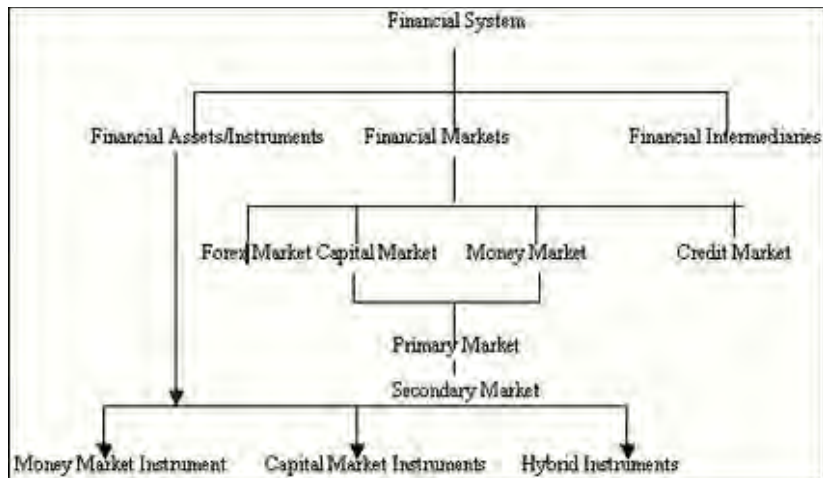 Financial System
Financial Assets/Instruments Financial Markets Financial Intermediaries
Forex Market Capital Market Money Market Credit Market
Primary Market
Secondary Market
Money Market Instrument Capital Market Instruments Hybrid Instruments